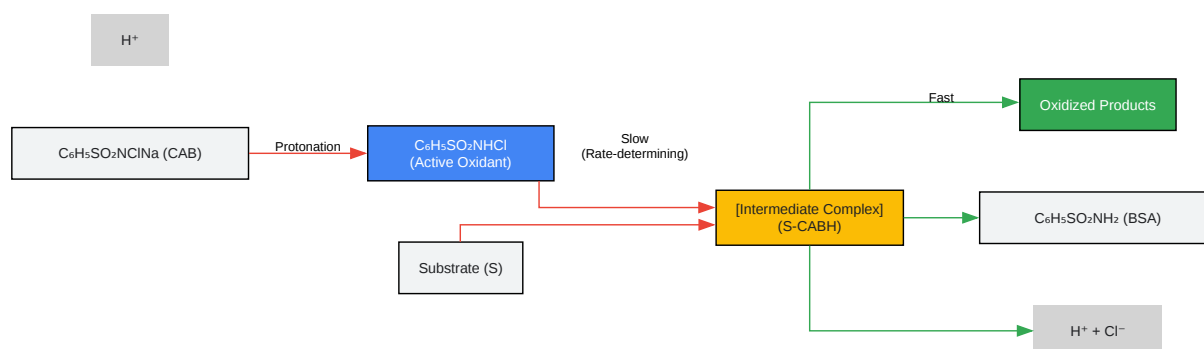 H⁺
C₆H₅SO₂NClNa (CAB)
Protonation
C₆H₅SO₂NHCl
(Active Oxidant)
Slow
(Rate-determining)
Substrate (S)
[Intermediate Complex]
(S-CABH)
Fast
Oxidized Products
C₆H₅SO₂NH₂ (BSA)
H⁺ + Cl⁻